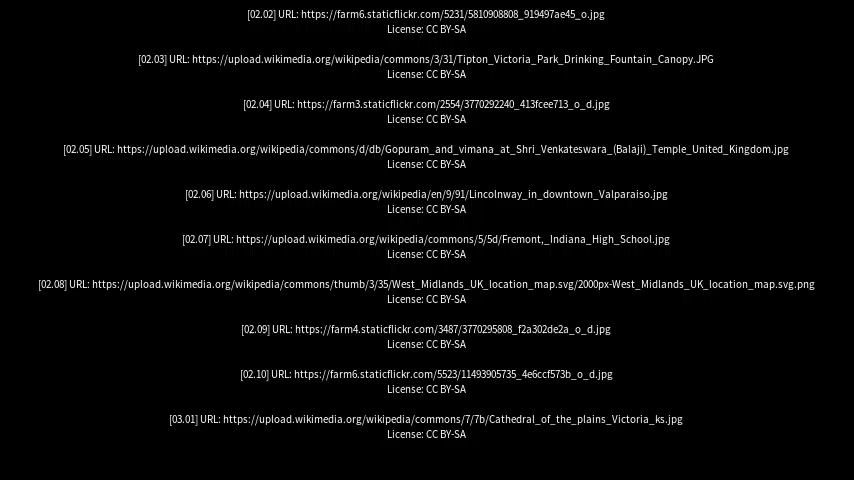 [02.02] URL: https://farm6.staticflickr.com/5231/5810908808_919497ae45_o.jpg
License: CC BY-SA
[02.03] URL: https://upload.wikimedia.org/wikipedia/commons/3/31/Tipton_Victoria_Park_Drinking_Fountain_Canopy.JPG
License: CC BY-SA
[02.04] URL: https://farm3.staticflickr.com/2554/3770292240_413fcee713_o_d.jpg
License: CC BY-SA
[02.05] URL: https://upload.wikimedia.org/wikipedia/commons/d/db/Gopuram_and_vimana_at_Shri_Venkateswara_(Balaji)_Temple_United_Kingdom.jpg
License: CC BY-SA
[02.06] URL: https://upload.wikimedia.org/wikipedia/en/9/91/Lincolnway_in_downtown_Valparaiso.jpg
License: CC BY-SA
[02.07] URL: https://upload.wikimedia.org/wikipedia/commons/5/5d/Fremont,_Indiana_High_School.jpg
License: CC BY-SA
[02.08] URL: https://upload.wikimedia.org/wikipedia/commons/thumb/3/35/West_Midlands_UK_location_map.svg/2000px-West_Midlands_UK_location_map.svg.png
License: CC BY-SA
[02.09] URL: https://farm4.staticflickr.com/3487/3770295808_f2a302de2a_o_d.jpg
License: CC BY-SA
[02.10] URL: https://farm6.staticflickr.com/5523/11493905735_4e6ccf573b_o_d.jpg
License: CC BY-SA
[03.01] URL: https://upload.wikimedia.org/wikipedia/commons/7/7b/Cathedral_of_the_plains_Victoria_ks.jpg
License: CC BY-SA